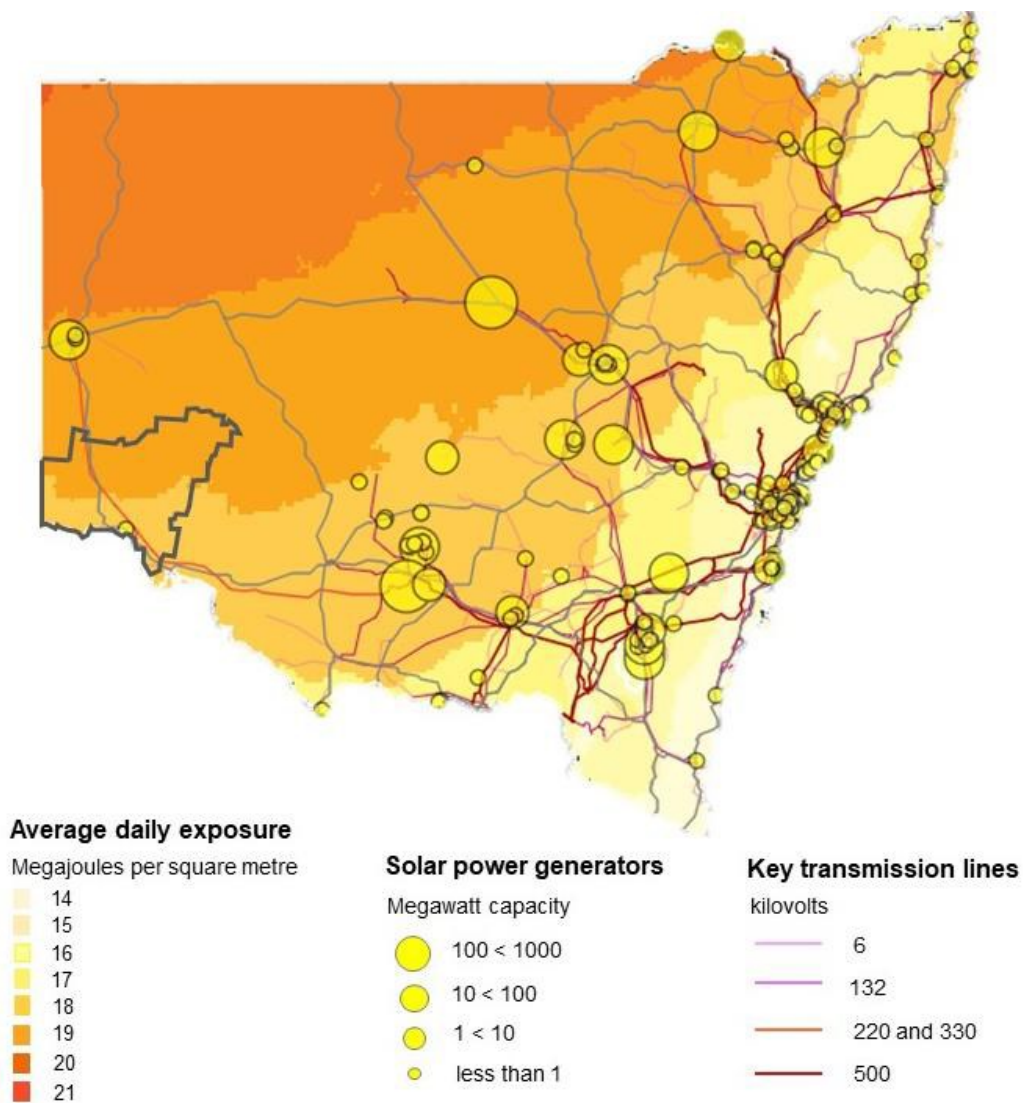 Average daily exposure
Megajoules per square metre
14
15
16
17
18
19
20
21
Solar power generators
Megawatt capacity
100 < 1000
10 < 100
1 < 10
less than 1
Key transmission lines
kilovolts
6
132
220 and 330
500